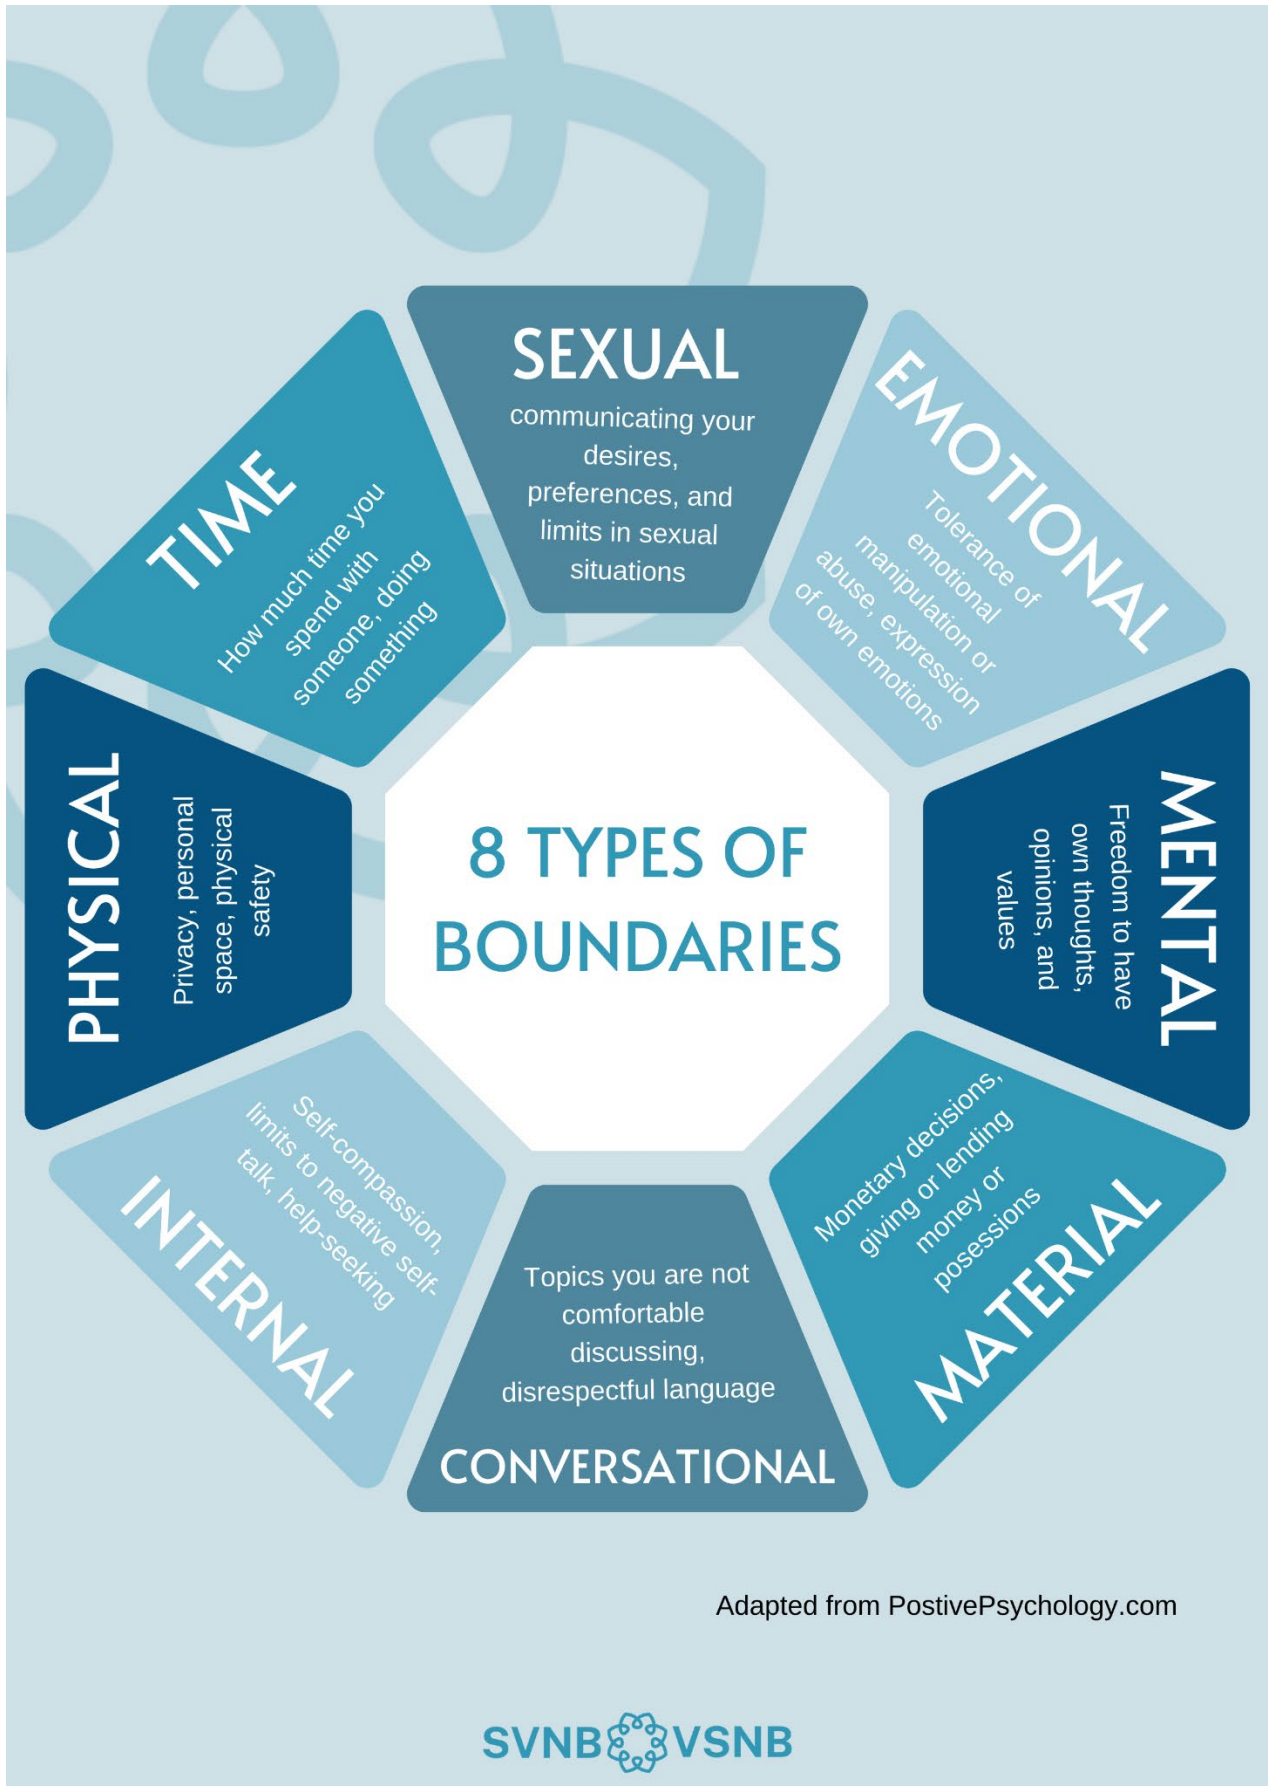 SEXUAL
communicating your
desires,
preferences, and
limits in sexual
situations
EMOTIONAL
Tolerance of
emotional
manipulation or
abuse, expression
of own emotions
MENTAL
Freedom to have
own thoughts,
opinions, and
values
MATERIAL
Monetary decisions,
giving or lending
money or
posessions
CONVERSATIONAL
Topics you are not
comfortable
discussing,
disrespectful language
INTERNAL
Self-compassion,
limits to negative self-
talk, help-seeking
PHYSICAL
Privacy, personal
space, physical
safety
TIME
How much time you
spend with
someone, doing
something
8 TYPES OF
BOUNDARIES
Adapted from PostivePsychology.com
SVNB VSNB